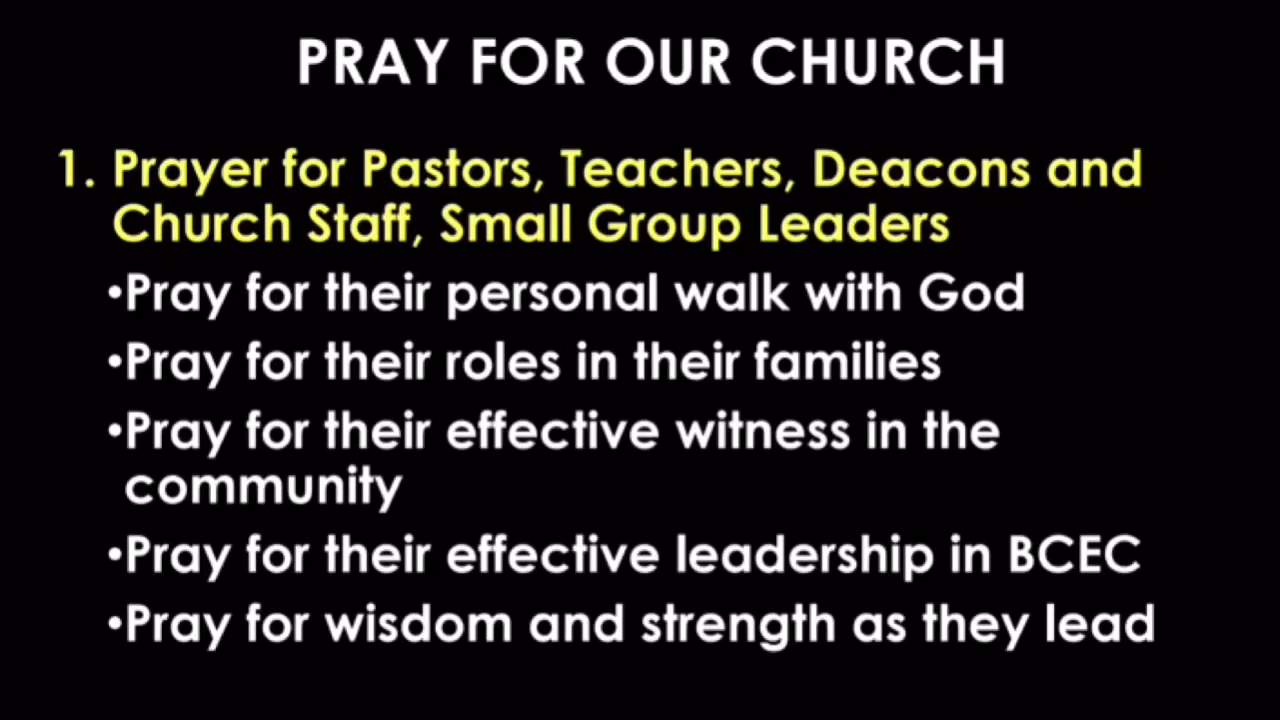 PRAY FOR OUR CHURCH
1. Prayer for Pastors, Teachers, Deacons and
Church Staff, Small Group Leaders
•Pray for their personal walk with God
•Pray for their roles in their families
•Pray for their effective witness in the
community
•Pray for their effective leadership in BCEC
•Pray for wisdom and strength as they lead